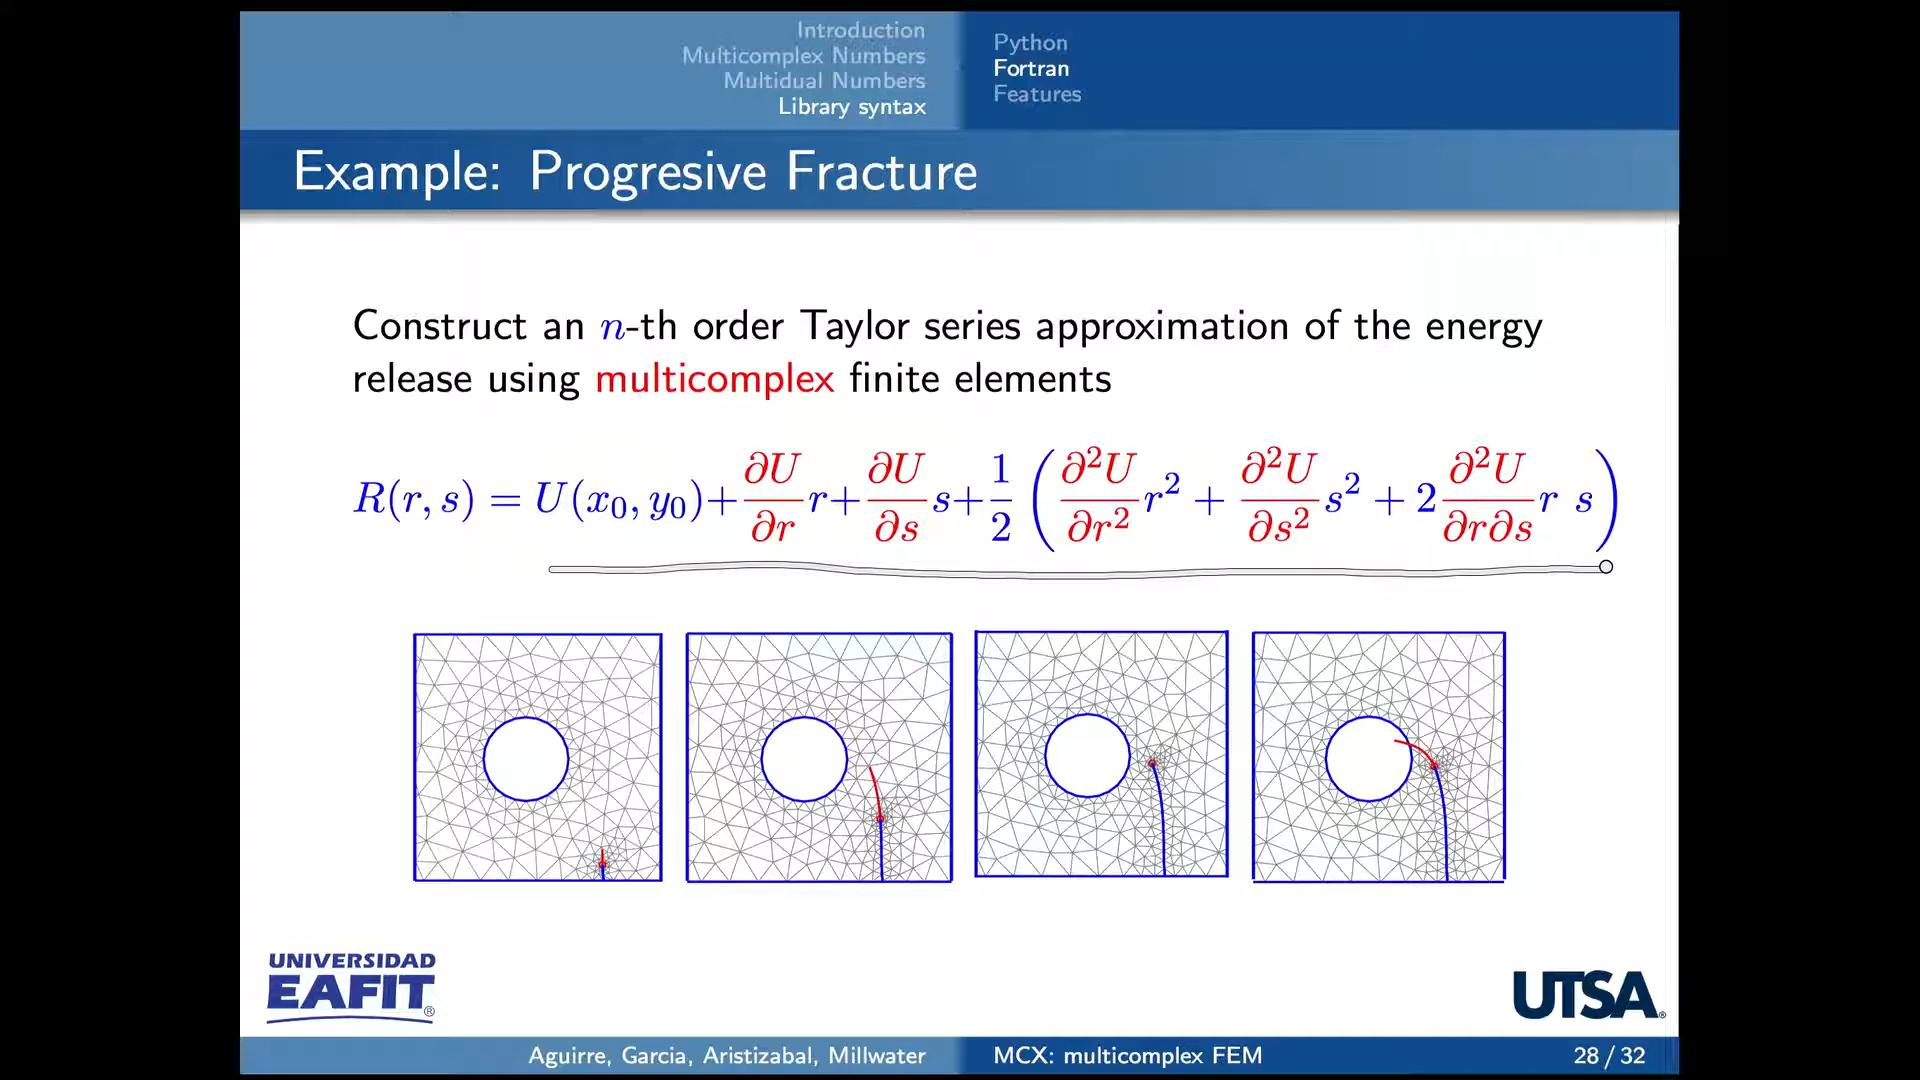 Introduction
Multicomplex Numbers
Multidual Numbers
Library syntax
Python
Fortran
Features
Example: Progresive Fracture
Construct an n-th order Taylor series approximation of the energy
release using multicomplex finite elements
R(r, s) = U(x₀, y₀)+∂U/∂r r+∂U/∂s s+1/2 (∂²U/∂r² r² + ∂²U/∂s² s² + 2 ∂²U/∂r∂s r s)
UNIVERSIDAD
EAFIT®
UTSA®
Aguirre, Garcia, Aristizabal, Millwater
MCX: multicomplex FEM
28 / 32